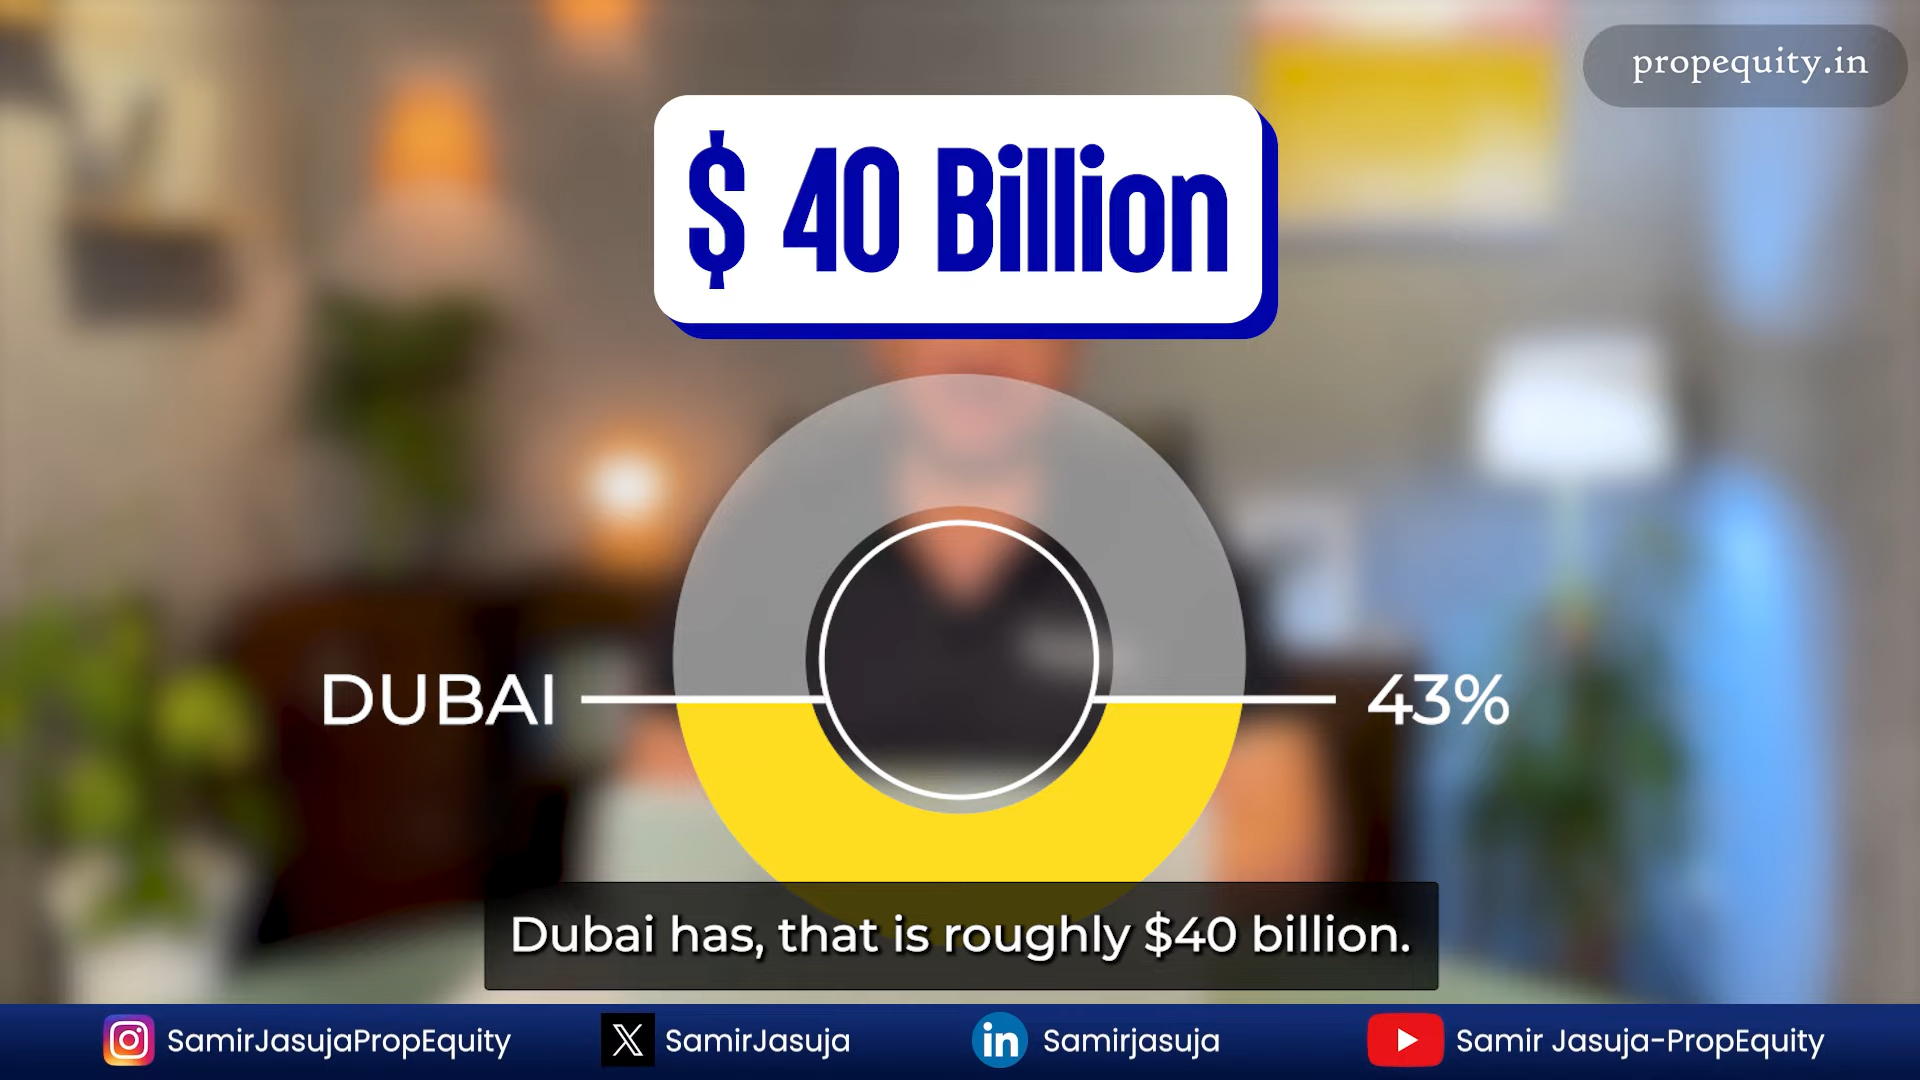 propequity.in
$ 40 Billion
DUBAI
43%
Dubai has, that is roughly $40 billion.
SamirJasujaPropEquity
SamirJasuja
in
Samirjasuja
Samir Jasuja-PropEquity